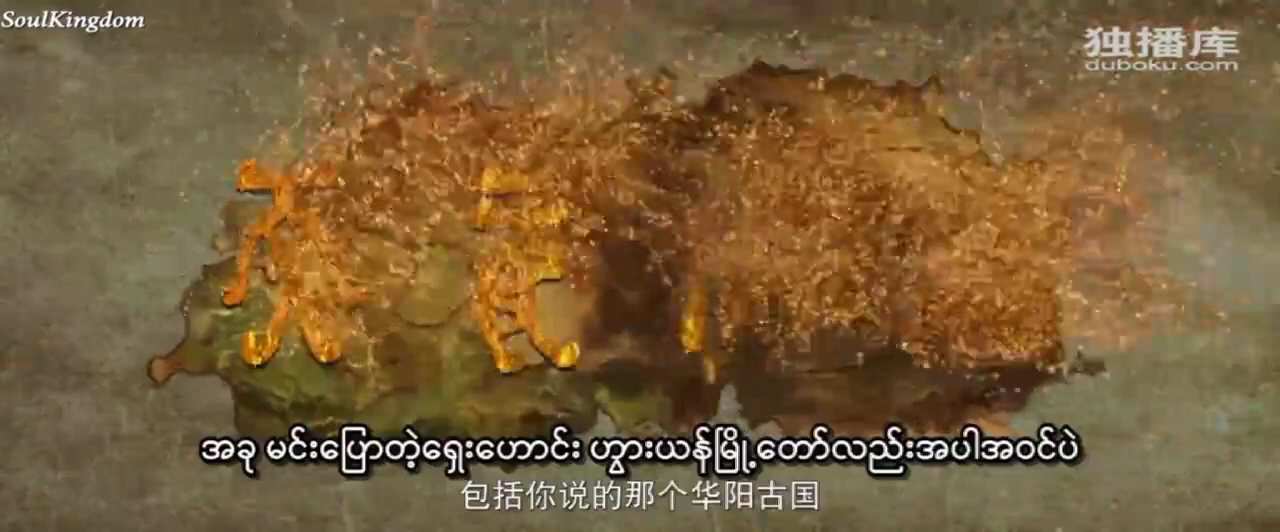 SoulKingdom
独播库
duboku.com
အခု မင်းပြောတဲ့ရှေးဟောင်း ဟွားယန်မြို့တော်လည်းအပါအဝင်ပဲ
包括你说的那个华阳古国